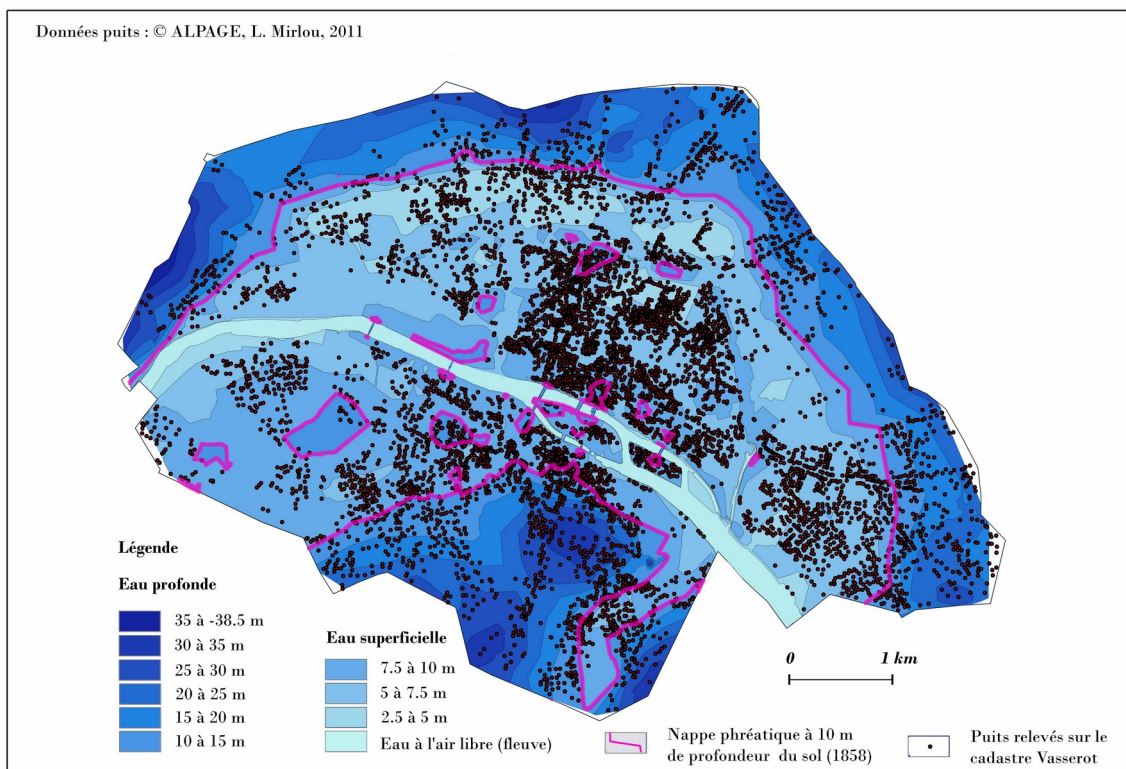 Données puits : © ALPAGE, L. Mirlou, 2011
Légende
Eau profonde
35 à -38.5 m
30 à 35 m
25 à 30 m
20 à 25 m
15 à 20 m
10 à 15 m
Eau superficielle
7.5 à 10 m
5 à 7.5 m
2.5 à 5 m
Eau à l'air libre (fleuve)
0 1 km
Nappe phréatique à 10 m
de profondeur du sol (1858)
Puits relevés sur le
cadastre Vasserot